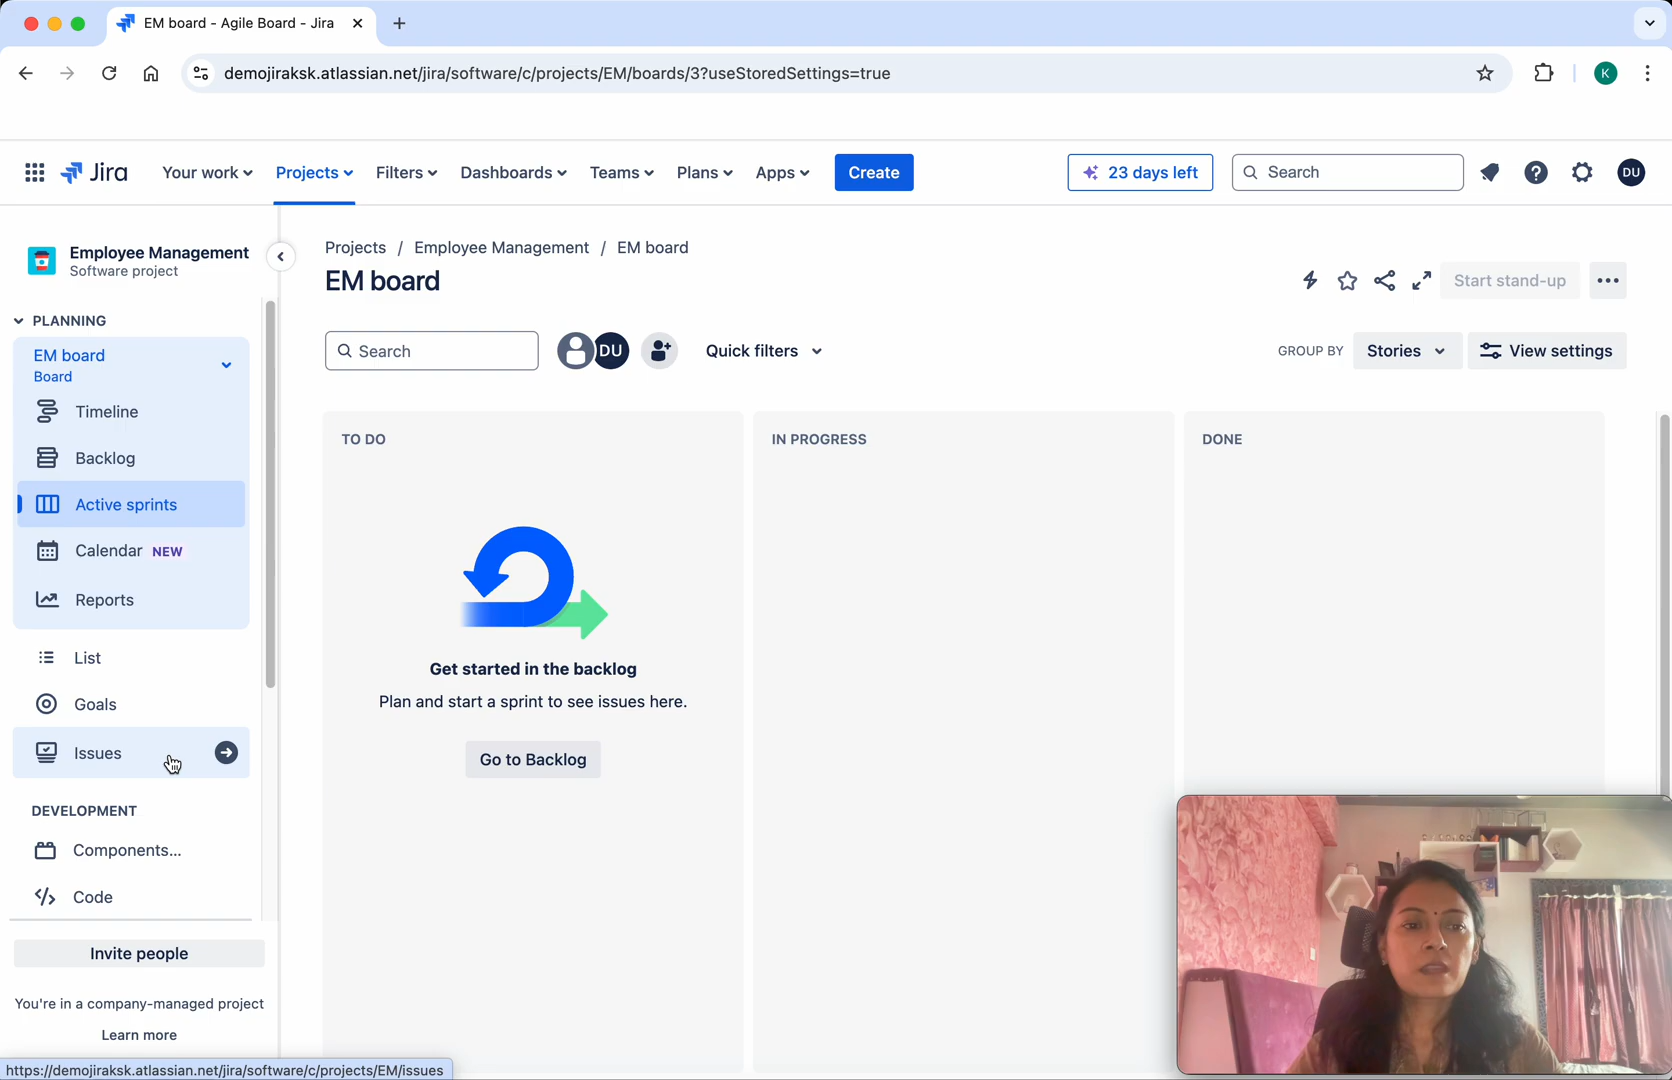 EM board - Agile Board - Jira
demojiraksk.atlassian.net/jira/software/c/projects/EM/boards/3?useStoredSettings=true
K
Jira
Your work
Projects
Filters
Dashboards
Teams
Plans
Apps
Create
23 days left
Search
DU
Employee Management
Software project
PLANNING
EM board
Board
Timeline
Backlog
Active sprints
Calendar NEW
Reports
List
Goals
Issues
DEVELOPMENT
Components...
Code
Invite people
You're in a company-managed project
Learn more
https://demojiraksk.atlassian.net/jira/software/c/projects/EM/issues
Projects / Employee Management / EM board
EM board
Start stand-up
Search
DU
Quick filters
GROUP BY
Stories
View settings
TO DO
IN PROGRESS
DONE
Get started in the backlog
Plan and start a sprint to see issues here.
Go to Backlog